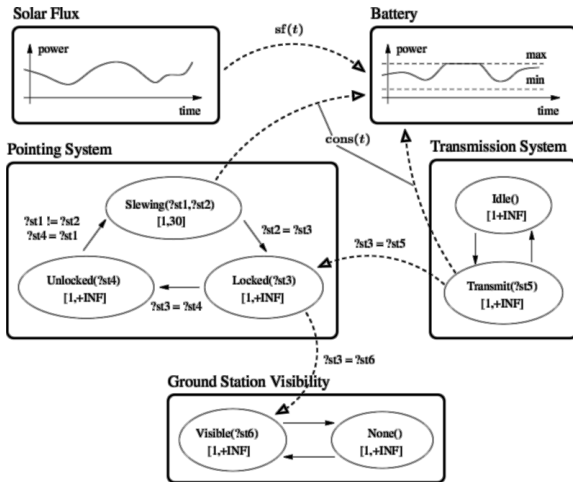 Solar Flux
power
time
sf(t)
Battery
power
max
min
time
cons(t)
Pointing System
Slewing(?st1,?st2)
[1,30]
?st1 != ?st2
?st4 = ?st1
?st2 = ?st3
Unlocked(?st4)
[1,+INF]
Locked(?st3)
[1,+INF]
?st3 = ?st4
Transmission System
Idle()
[1+INF]
?st3 = ?st5
Transmit(?st5)
[1,+INF]
?st3 = ?st6
Ground Station Visibility
Visible(?st6)
[1,+INF]
None()
[1,+INF]